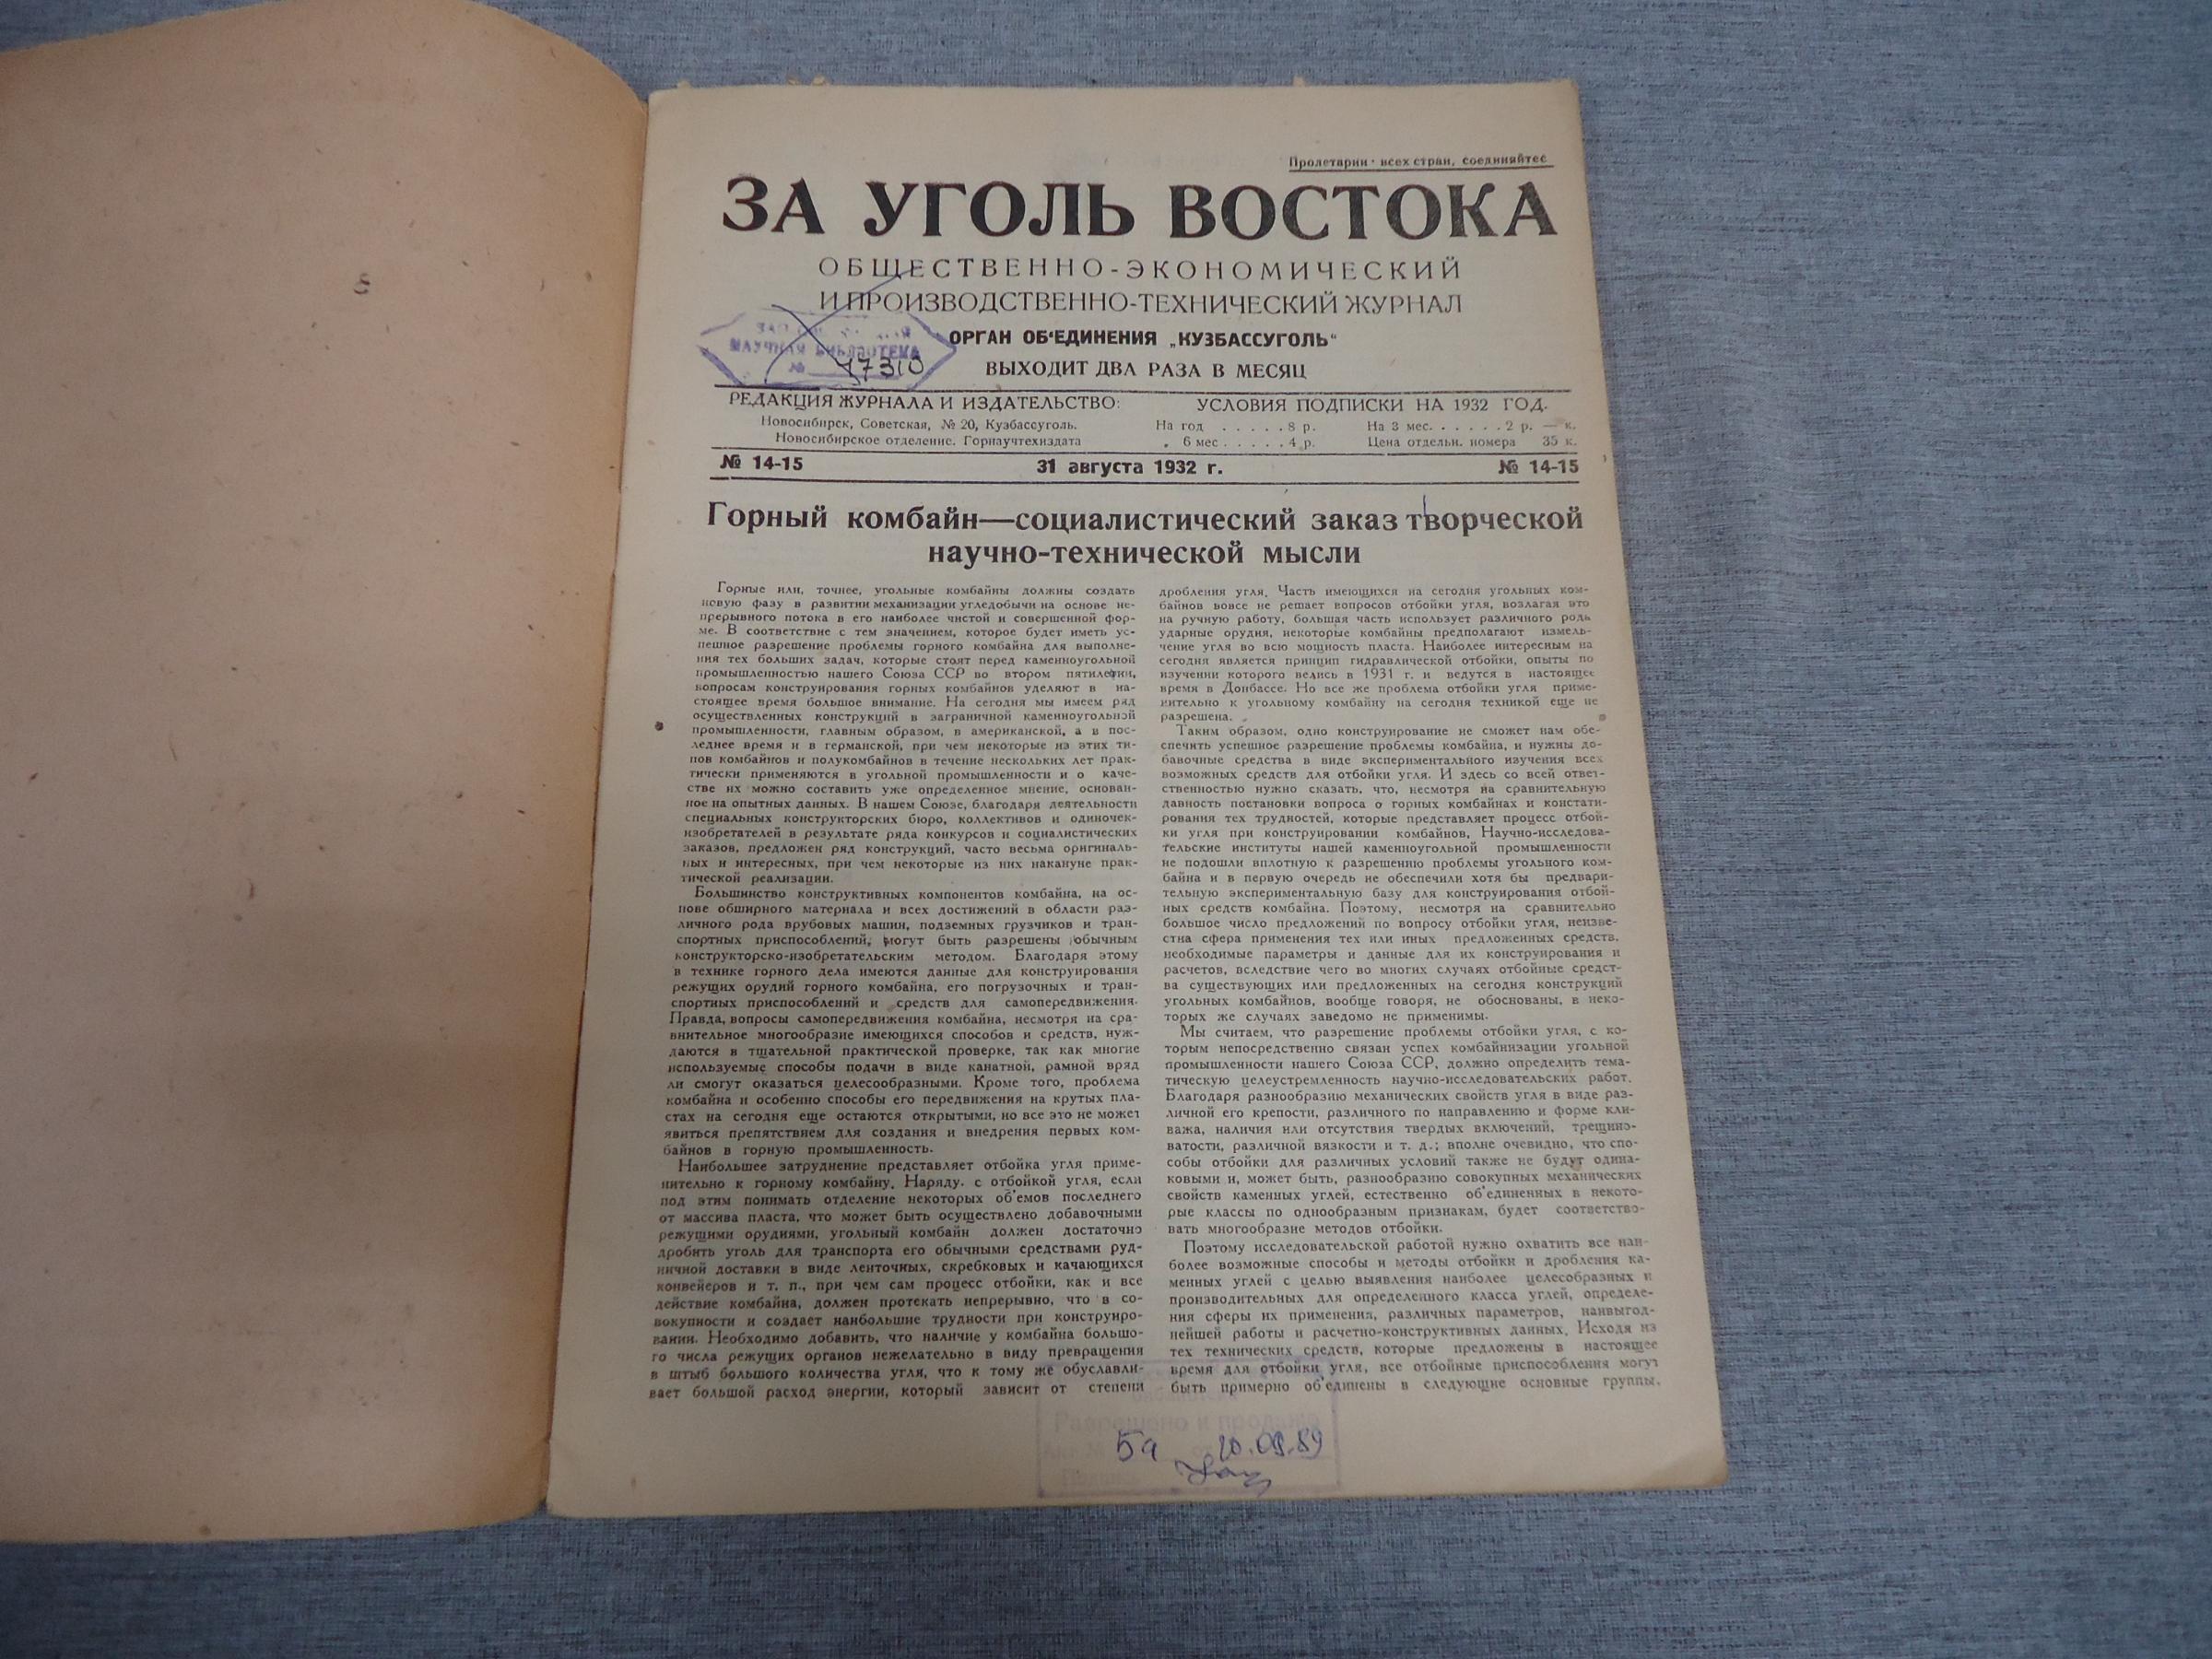 Пролетарии всех стран, соединяйтес
ЗА УГОЛЬ ВОСТОКА
ОБЩЕСТВЕННО-ЭКОНОМИЧЕСКИЙ
И ПРОИЗВОДСТВЕННО-ТЕХНИЧЕСКИЙ ЖУРНАЛ
ОРГАН ОБ'ЕДИНЕНИЯ „КУЗБАССУГОЛЬ“
ВЫХОДИТ ДВА РАЗА В МЕСЯЦ
НАУЧНАЯ БИБЛИОТЕКА
№ 17310
РЕДАКЦИЯ ЖУРНАЛА И ИЗДАТЕЛЬСТВО:
Новосибирск, Советская, № 20, Кузбассуголь.
Новосибирское отделение. Горнаучтехиздата
УСЛОВИЯ ПОДПИСКИ НА 1932 ГОД.
На год . . . . . 8 р. На 3 мес. . . . . . 2 р. — к.
„ 6 мес . . . . . 4 р. Цена отдельн. номера 35 к.
№ 14-15 31 августа 1932 г. № 14-15
Горный комбайн—социалистический заказ творческой
научно-технической мысли
Горные или, точнее, угольные комбайны должны создать
новую фазу в развитии механизации угледобычи на основе не-
прерывного потока в его наиболее чистой и совершенной фор-
ме. В соответствие с тем значением, которое будет иметь ус-
пешное разрешение проблемы горного комбайна для выполне-
ния тех больших задач, которые стоят перед каменноугольной
промышленностью нашего Союза ССР во втором пятилетии,
вопросам конструирования горных комбайнов уделяют в на-
стоящее время большое внимание. На сегодня мы имеем ряд
осуществленных конструкций в заграничной каменноугольной
промышленности, главным образом, в американской, а в пос-
леднее время и в германской, при чем некоторые из этих ти-
пов комбайнов и полукомбайнов в течение нескольких лет прак-
тически применяются в угольной промышленности и о каче-
стве их можно составить уже определенное мнение, основан-
ное на опытных данных. В нашем Союзе, благодаря деятельности
специальных конструкторских бюро, коллективов и одиночек-
изобретателей в результате ряда конкурсов и социалистических
заказов, предложен ряд конструкций, часто весьма оригиналь-
ных и интересных, при чем некоторые из них накануне прак-
тической реализации.
Большинство конструктивных компонентов комбайна, на ос-
нове обширного материала и всех достижений в области раз-
личного рода врубовых машин, подземных грузчиков и тран-
спортных приспособлений, могут быть разрешены обычным
конструкторско-изобретательским методом. Благодаря этому
в технике горного дела имеются данные для конструирования
режущих орудий горного комбайна, его погрузочных и тран-
спортных приспособлений и средств для самопередвижения.
Правда, вопросы самопередвижения комбайна, несмотря на сра-
внительное многообразие имеющихся способов и средств, нуж-
даются в тщательной практической проверке, так как многие
используемые способы подачи в виде канатной, рамной вряд
ли смогут оказаться целесообразными. Кроме того, проблема
комбайна и особенно способы его передвижения на крутых пла-
стах на сегодня еще остаются открытыми, но все это не может
явиться препятствием для создания и внедрения первых ком-
байнов в горную промышленность.
Наибольшее затруднение представляет отбойка угля приме-
нительно к горному комбайну. Наряду. с отбойкой угля, если
под этим понимать отделение некоторых об'емов последнего
от массива пласта, что может быть осуществлено добавочными
режущими орудиями, угольный комбайн должен достаточно
дробить уголь для транспорта его обычными средствами руд-
ничной доставки в виде ленточных, скребковых и качающихся
конвейеров и т. п., при чем сам процесс отбойки, как и все
действие комбайна, должен протекать непрерывно, что в со-
вокупности и создает наибольшие трудности при конструиро-
вании. Необходимо добавить, что наличие у комбайна большо-
го числа режущих органов нежелательно в виду превращения
в штыб большого количества угля, что к тому же обуславли-
вает большой расход энергии, который зависит от степени
дробления угля. Часть имеющихся на сегодня угольных ком-
байнов вовсе не решает вопросов отбойки угля, возлагая это
на ручную работу, большая часть использует различного рода
ударные орудия, некоторые комбайны предполагают измель-
чение угля во всю мощность пласта. Наиболее интересным на
сегодня является принцип гидравлической отбойки, опыты по
изучении которого велись в 1931 г. и ведутся в настоящее
время в Донбассе. Но все же проблема отбойки угля приме-
нительно к угольному комбайну на сегодня техникой еще не
разрешена.
Таким образом, одно конструирование не сможет нам обе-
спечить успешное разрешение проблемы комбайна, и нужны до-
бавочные средства в виде экспериментального изучения всех
возможных средств для отбойки угля. И здесь со всей ответ-
ственностью нужно сказать, что, несмотря на сравнительную
давность постановки вопроса о горных комбайнах и констати-
рования тех трудностей, которые представляет процесс отбой-
ки угля при конструировании комбайнов, Научно-исследова-
тельские институты нашей каменноугольной промышленности
не подошли вплотную к разрешению проблемы угольного ком-
байна и в первую очередь не обеспечили хотя бы предвари-
тельную экспериментальную базу для конструирования отбой-
ных средств комбайна. Поэтому, несмотря на сравнительно
большое число предложений по вопросу отбойки угля, неизве-
стна сфера применения тех или иных предложенных средств,
необходимые параметры и данные для их конструирования и
расчетов, вследствие чего во многих случаях отбойные средст-
ва существующих или предложенных на сегодня конструкций
угольных комбайнов, вообще говоря, не обоснованы, в неко-
торых же случаях заведомо не применимы.
Мы считаем, что разрешение проблемы отбойки угля, с ко-
торым непосредственно связан успех комбайнизации угольной
промышленности нашего Союза ССР, должно определить тема-
тическую целеустремленность научно-исследовательских работ.
Благодаря разнообразию механических свойств угля в виде раз-
личной его крепости, различного по направлению и форме кли-
важа, наличия или отсутствия твердых включений, трещино-
ватости, различной вязкости и т. д.; вполне очевидно, что спо-
собы отбойки для различных условий также не будут одина-
ковыми и, может быть, разнообразию совокупных механических
свойств каменных углей, естественно об'единенных в некото-
рые классы по однообразным признакам, будет соответство-
вать многообразие методов отбойки.
Поэтому исследовательской работой нужно охватить все наи-
более возможные способы и методы отбойки и дробления ка-
менных углей с целью выявления наиболее целесобразных и
производительных для определенного класса углей, определе-
ния сферы их применения, различных параметров, наивыгод-
нейшей работы и расчетно-конструктивных данных. Исходя из
тех технических средств, которые предложены в настоящее
время для отбойки угля, все отбойные приспособления могут
быть примерно об'единены в следующие основные группы.
Разрешено к продаже
5а 20.09.89